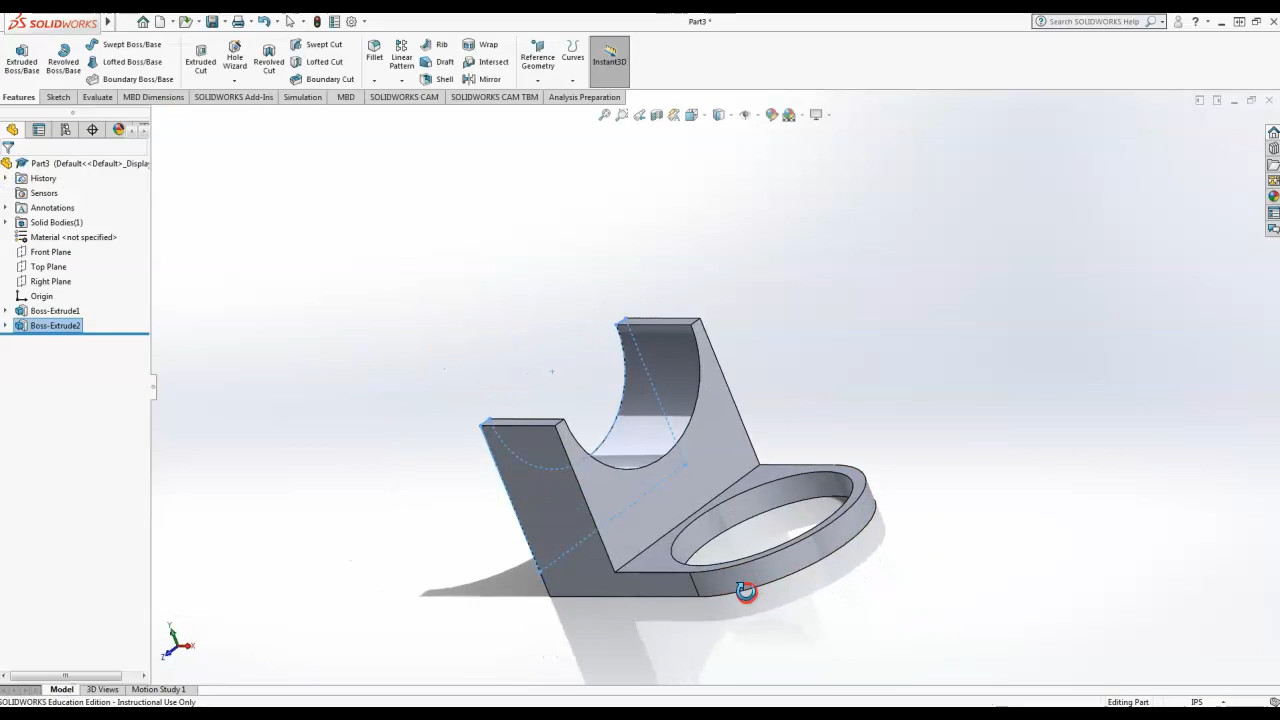 SOLIDWORKS
Part3 *
Search SOLIDWORKS Help
Extruded Boss/Base
Revolved Boss/Base
Swept Boss/Base
Lofted Boss/Base
Boundary Boss/Base
Extruded Cut
Hole Wizard
Revolved Cut
Swept Cut
Lofted Cut
Boundary Cut
Fillet
Linear Pattern
Rib
Draft
Shell
Wrap
Intersect
Mirror
Reference Geometry
Curves
Instant3D
Features
Sketch
Evaluate
MBD Dimensions
SOLIDWORKS Add-Ins
Simulation
MBD
SOLIDWORKS CAM
SOLIDWORKS CAM TBM
Analysis Preparation
Part3 (Default<<Default>_Displa
History
Sensors
Annotations
Solid Bodies(1)
Material <not specified>
Front Plane
Top Plane
Right Plane
Origin
Boss-Extrude1
Boss-Extrude2
Y
X
Z
Model
3D Views
Motion Study 1
SOLIDWORKS Education Edition - Instructional Use Only
Editing Part
IPS